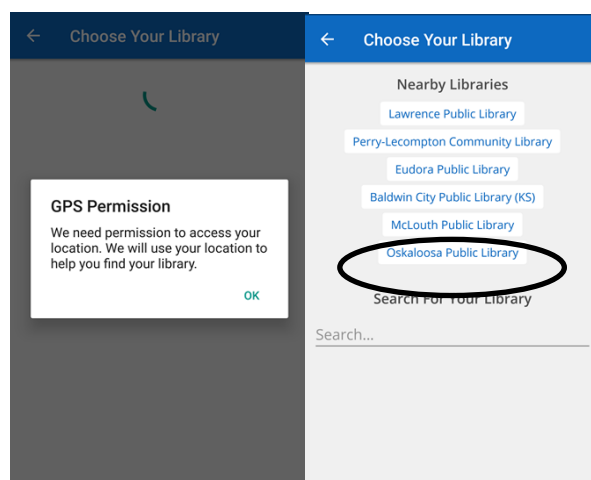 Choose Your Library
GPS Permission
We need permission to access your
location. We will use your location to
help you find your library.
OK
Choose Your Library
Nearby Libraries
Lawrence Public Library
Perry-Lecompton Community Library
Eudora Public Library
Baldwin City Public Library (KS)
McLouth Public Library
Oskaloosa Public Library
Search For Your Library
Search...